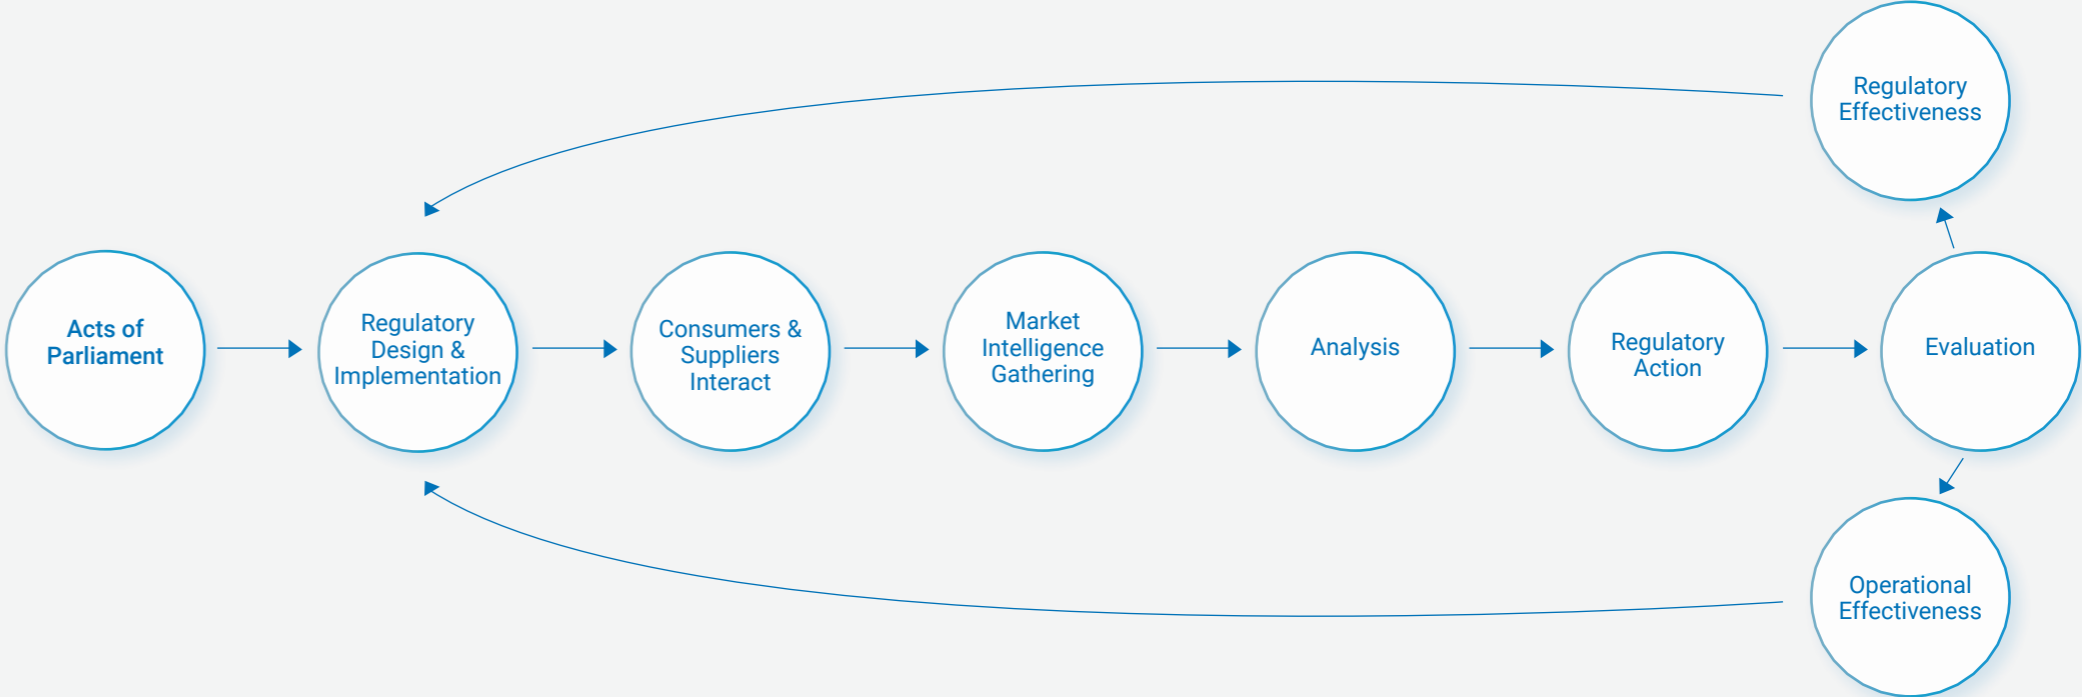 Regulatory
Effectiveness
Acts of
Parliament
Regulatory
Design &
Implementation
Consumers &
Suppliers
Interact
Market
Intelligence
Gathering
Analysis
Regulatory
Action
Evaluation
Operational
Effectiveness